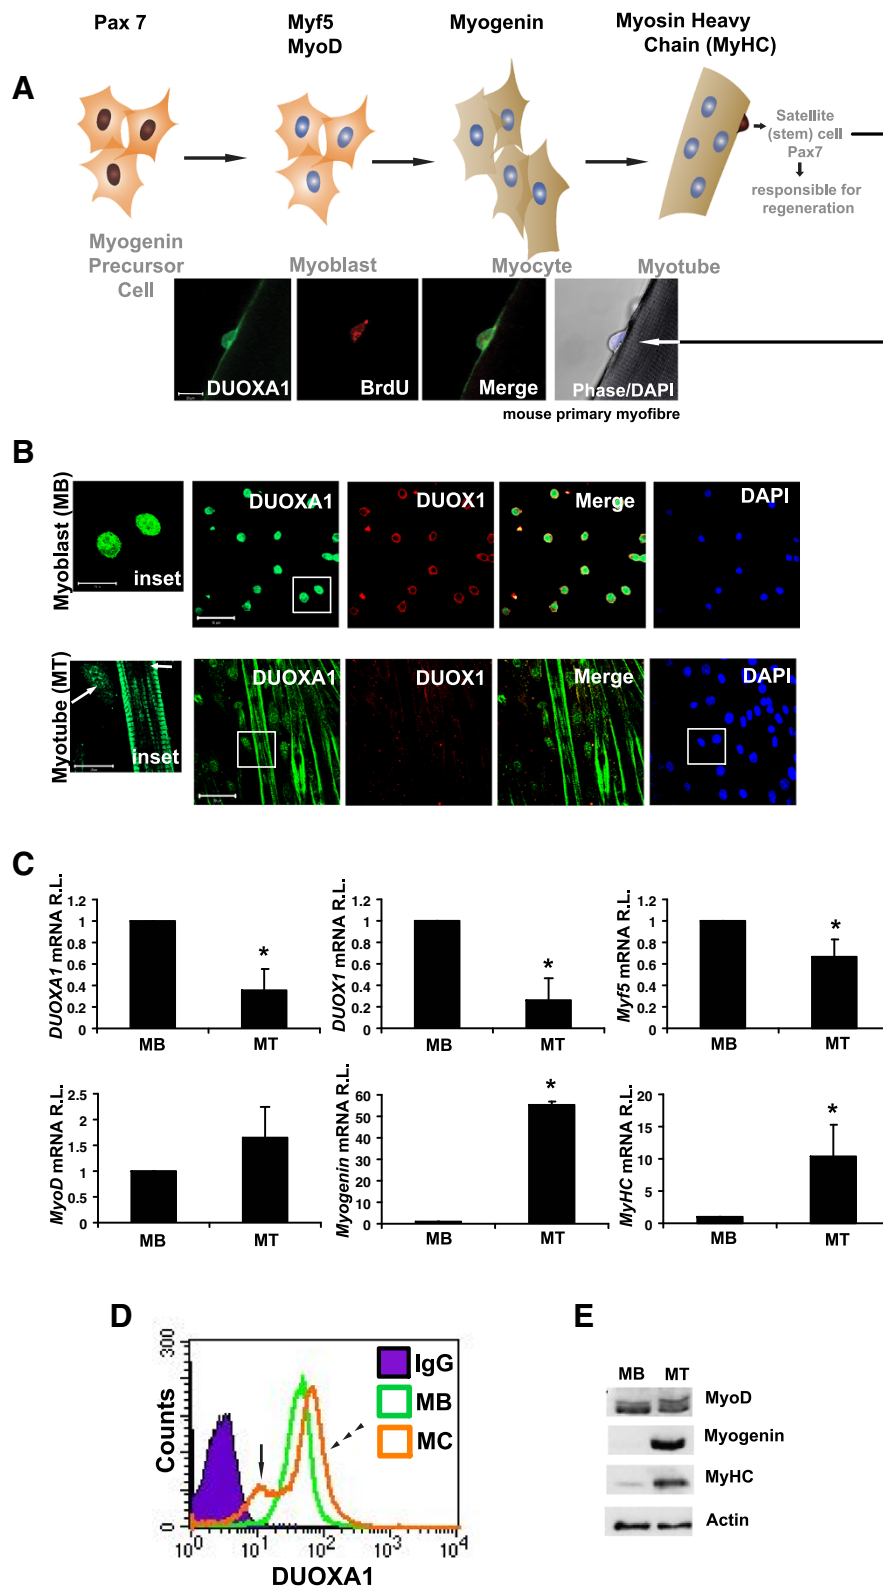 Pax 7
Myf5
MyoD
Myogenin
Myosin Heavy
Chain (MyHC)
A
Satellite
(stem) cell
Pax7
responsible for
regeneration
Myogenin
Precursor
Cell
Myoblast
Myocyte
Myotube
DUOXA1
BrdU
Merge
Phase/DAPI
mouse primary myofibre
B
Myoblast (MB)
inset
DUOXA1
DUOX1
Merge
DAPI
Myotube (MT)
inset
DUOXA1
DUOX1
Merge
DAPI
C
DUOXA1 mRNA R.L.
1.2
1
0.8
0.6
0.4
0.2
0
*
MB
MT
DUOX1 mRNA R.L.
1.2
1
0.8
0.6
0.4
0.2
0
*
MB
MT
Myf5 mRNA R.L.
1.2
1
0.8
0.6
0.4
0.2
0
*
MB
MT
MyoD mRNA R.L.
2.5
2
1.5
1
0.5
0
MB
MT
Myogenin mRNA R.L.
60
50
40
30
20
10
0
*
MB
MT
MyHC mRNA R.L.
20
15
10
5
0
*
MB
MT
D
300
Counts
0
IgG
MB
MC
10⁰ 10¹ 10² 10³ 10⁴
DUOXA1
E
MB MT
MyoD
Myogenin
MyHC
Actin